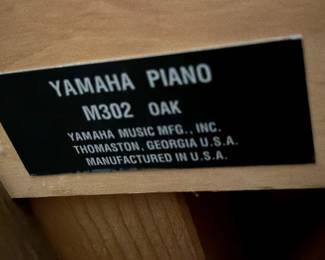 YAMAHA PIANO
M302 OAK
YAMAHA MUSIC MFG., INC.
THOMASTON, GEORGIA U.S.A.
MANUFACTURED IN U.S.A.